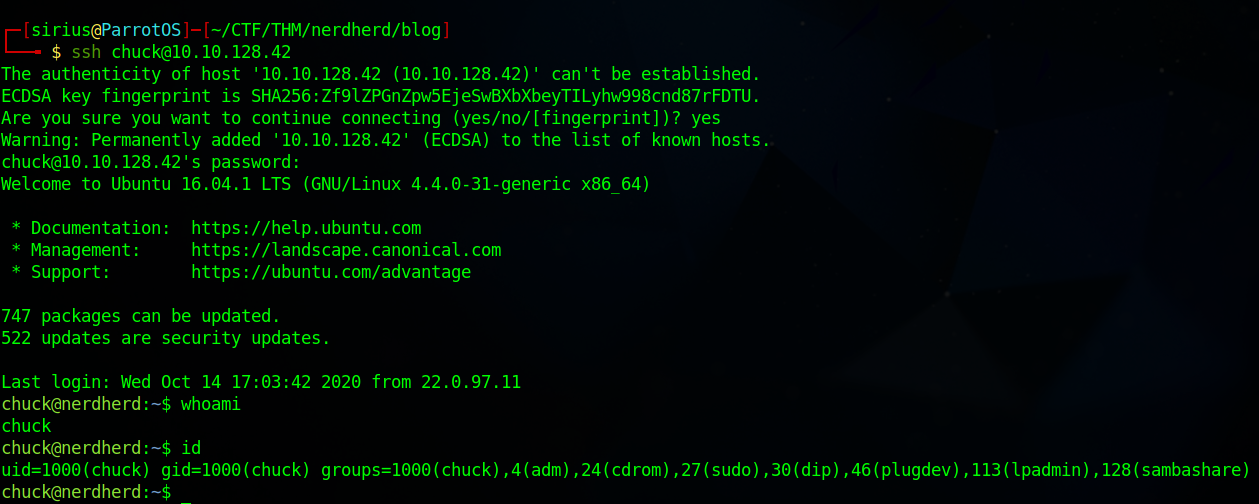 ┌─[sirius@ParrotOS]─[~/CTF/THM/nerdherd/blog]
└──╼ $ ssh chuck@10.10.128.42
The authenticity of host '10.10.128.42 (10.10.128.42)' can't be established.
ECDSA key fingerprint is SHA256:Zf9lZPGnZpw5EjeSwBXbXbeyTILyhw998cnd87rFDTU.
Are you sure you want to continue connecting (yes/no/[fingerprint])? yes
Warning: Permanently added '10.10.128.42' (ECDSA) to the list of known hosts.
chuck@10.10.128.42's password:
Welcome to Ubuntu 16.04.1 LTS (GNU/Linux 4.4.0-31-generic x86_64)
* Documentation:  https://help.ubuntu.com
* Management:     https://landscape.canonical.com
* Support:        https://ubuntu.com/advantage
747 packages can be updated.
522 updates are security updates.
Last login: Wed Oct 14 17:03:42 2020 from 22.0.97.11
chuck@nerdherd:~$ whoami
chuck
chuck@nerdherd:~$ id
uid=1000(chuck) gid=1000(chuck) groups=1000(chuck),4(adm),24(cdrom),27(sudo),30(dip),46(plugdev),113(lpadmin),128(sambashare)
chuck@nerdherd:~$